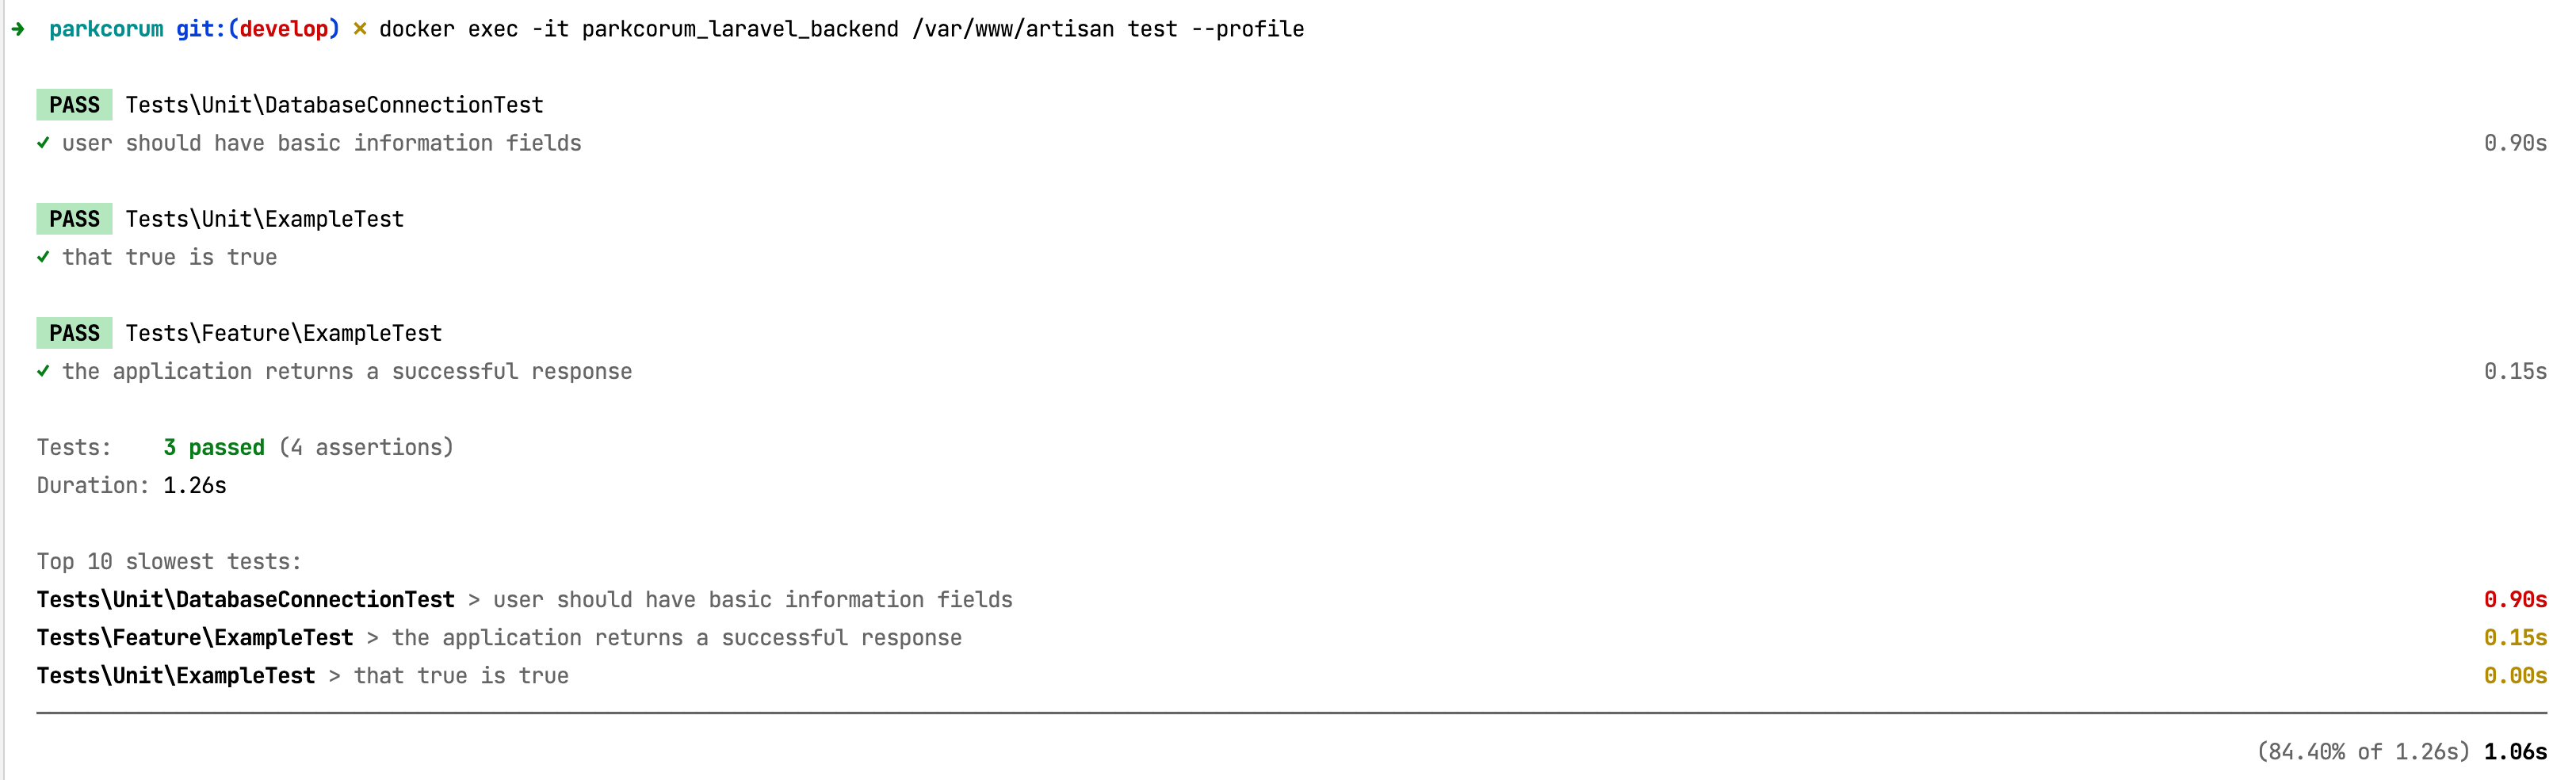 ➜ parkcorum git:(develop) ✗ docker exec -it parkcorum_laravel_backend /var/www/artisan test --profile
PASS Tests\Unit\DatabaseConnectionTest
✓ user should have basic information fields 0.90s
PASS Tests\Unit\ExampleTest
✓ that true is true
PASS Tests\Feature\ExampleTest
✓ the application returns a successful response 0.15s
Tests: 3 passed (4 assertions)
Duration: 1.26s
Top 10 slowest tests:
Tests\Unit\DatabaseConnectionTest > user should have basic information fields 0.90s
Tests\Feature\ExampleTest > the application returns a successful response 0.15s
Tests\Unit\ExampleTest > that true is true 0.00s
(84.40% of 1.26s) 1.06s